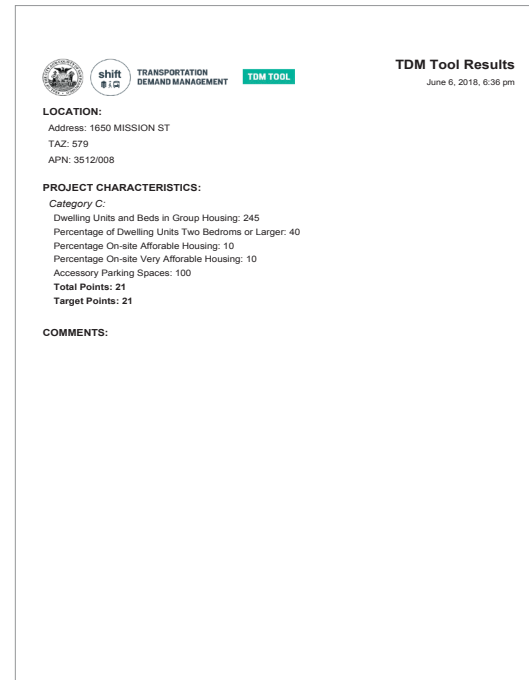 shift
TRANSPORTATION
DEMAND MANAGEMENT
TDM TOOL
TDM Tool Results
June 6, 2018, 6:36 pm
LOCATION:
Address: 1650 MISSION ST
TAZ: 579
APN: 3512/008
PROJECT CHARACTERISTICS:
Category C:
Dwelling Units and Beds in Group Housing: 245
Percentage of Dwelling Units Two Bedroms or Larger: 40
Percentage On-site Afforable Housing: 10
Percentage On-site Very Afforable Housing: 10
Accessory Parking Spaces: 100
Total Points: 21
Target Points: 21
COMMENTS: